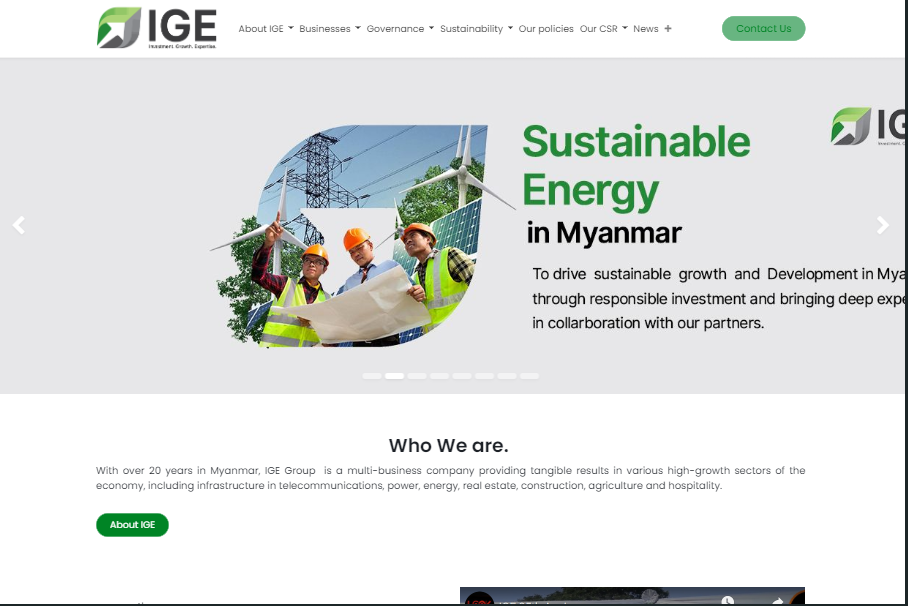 IGE
Investment. Growth. Expertise.
About IGE Businesses Governance Sustainability Our policies Our CSR News + Contact Us
Sustainable
Energy
in Myanmar
To drive sustainable growth and Development in Mya
through responsible investment and bringing deep expe
in collarboration with our partners.
IG
Who We are.
With over 20 years in Myanmar, IGE Group is a multi-business company providing tangible results in various high-growth sectors of the
economy, including infrastructure in telecommunications, power, energy, real estate, construction, agriculture and hospitality.
About IGE